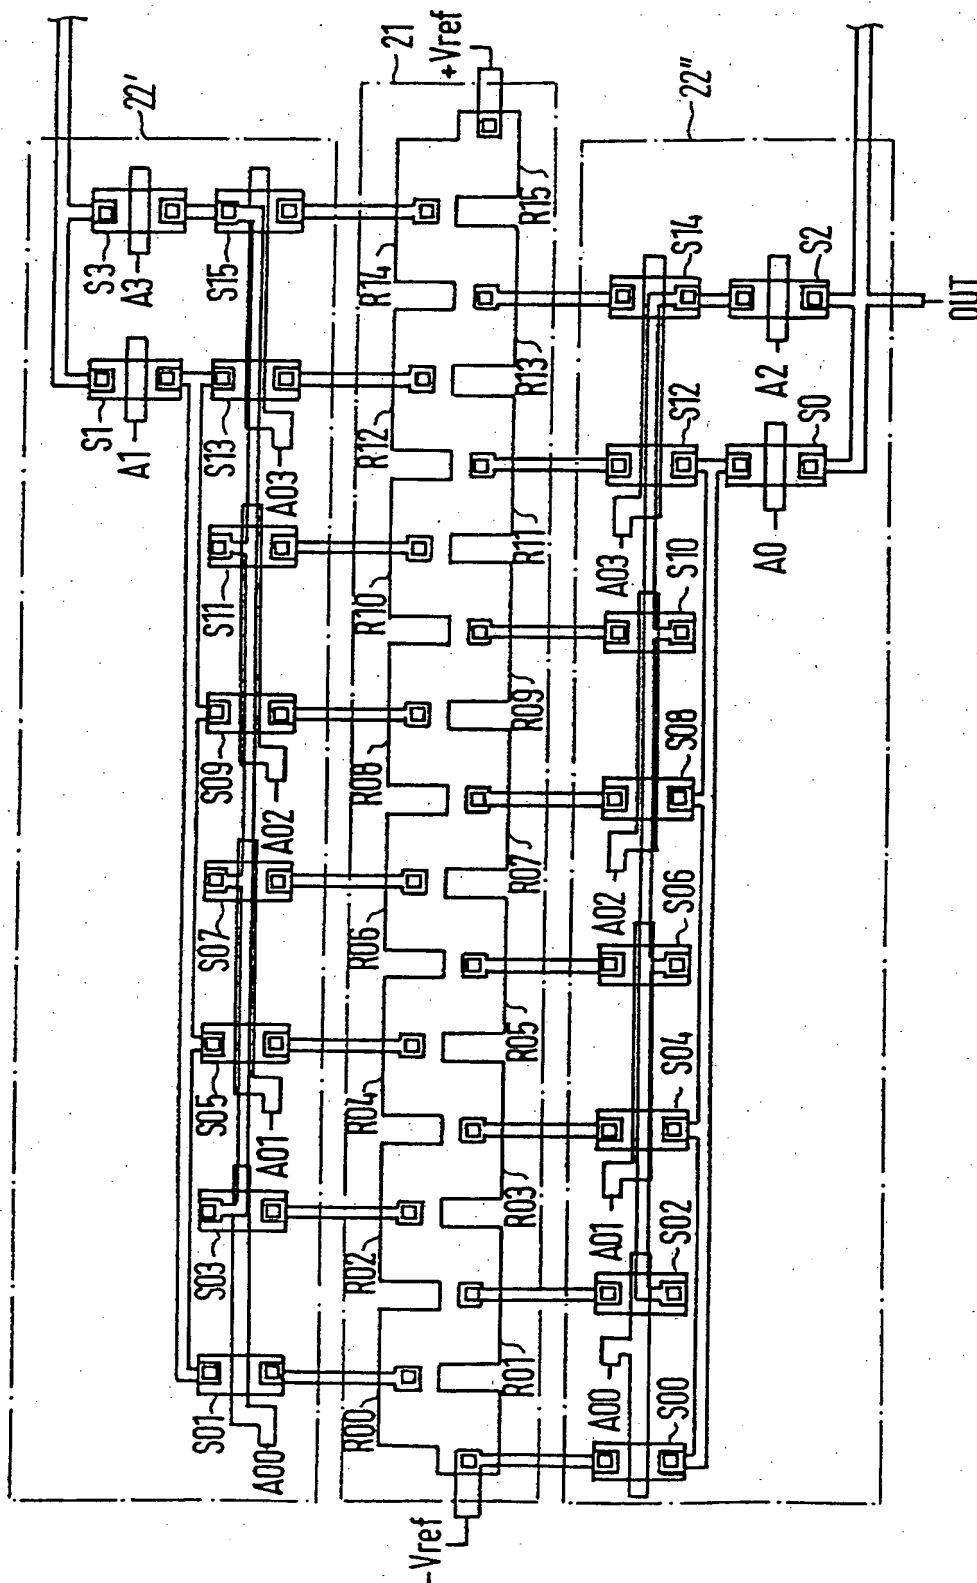 S1 S3 22'
A1 A3
S01 S03 S05 S07 S09 S11 S13 S15
A00 A01 A02 A03
R00 R02 R04 R06 R08 R10 R12 R14 21
-Vref +Vref
R01 R03 R05 R07 R09 R11 R13 R15
A00 A01 A02 A03
S00 S02 S04 S06 S08 S10 S12 S14 22"
A0 A2
S0 S2
OUT